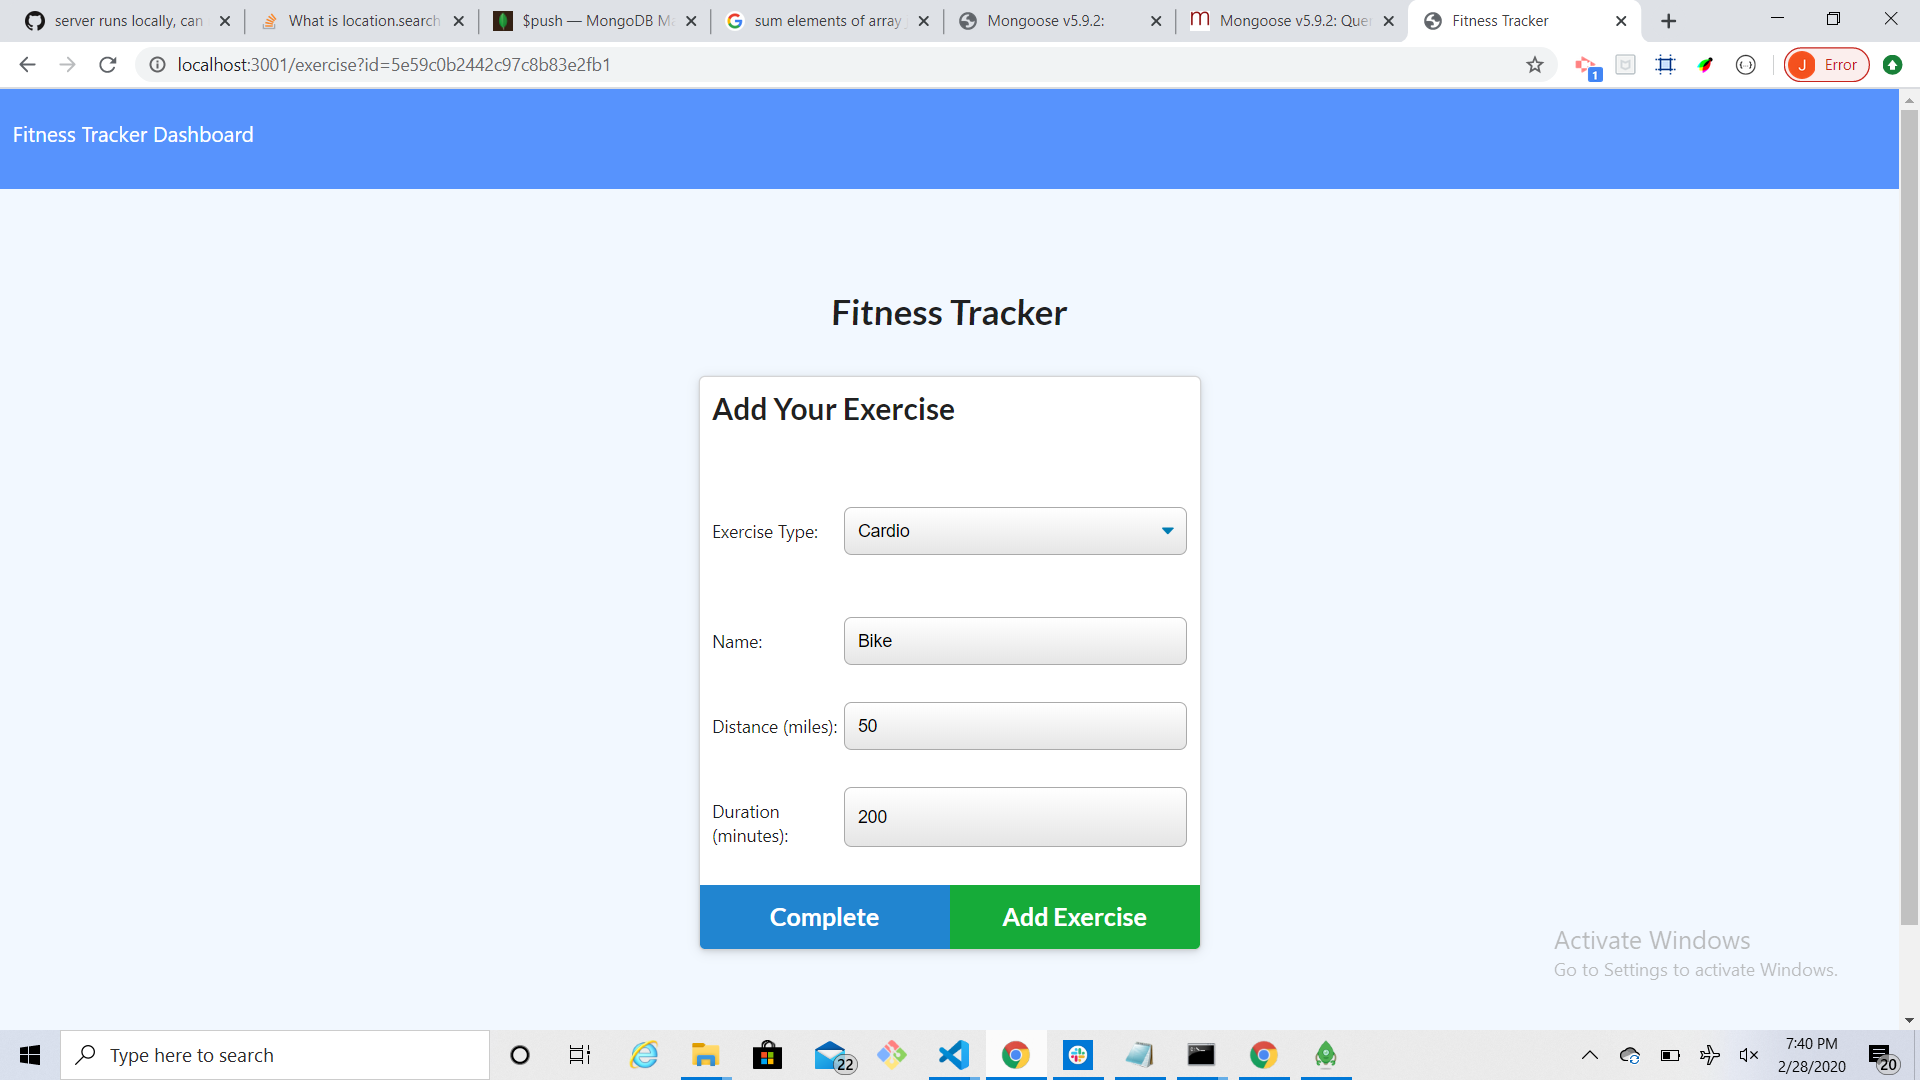 server runs locally, can
What is location.search
$push — MongoDB Ma
sum elements of array
Mongoose v5.9.2:
Mongoose v5.9.2: Quer
Fitness Tracker
localhost:3001/exercise?id=5e59c0b2442c97c8b83e2fb1
1
J Error
Fitness Tracker Dashboard
Fitness Tracker
Add Your Exercise
Exercise Type: Cardio
Name: Bike
Distance (miles): 50
Duration
(minutes):
200
Complete Add Exercise
Activate Windows
Go to Settings to activate Windows.
Type here to search
22
7:40 PM
2/28/2020
20